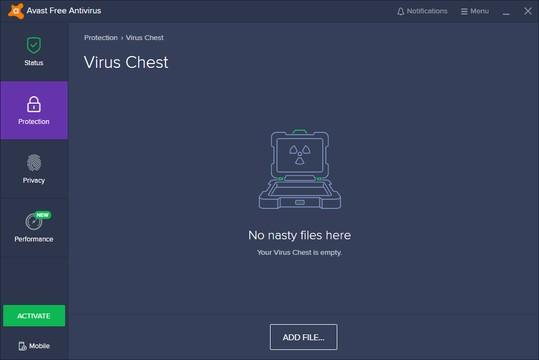 Avast Free Antivirus
Notifications
Menu
Status
Protection
Privacy
NEW
Performance
ACTIVATE
Mobile
Protection › Virus Chest
Virus Chest
No nasty files here
Your Virus Chest is empty.
ADD FILE...